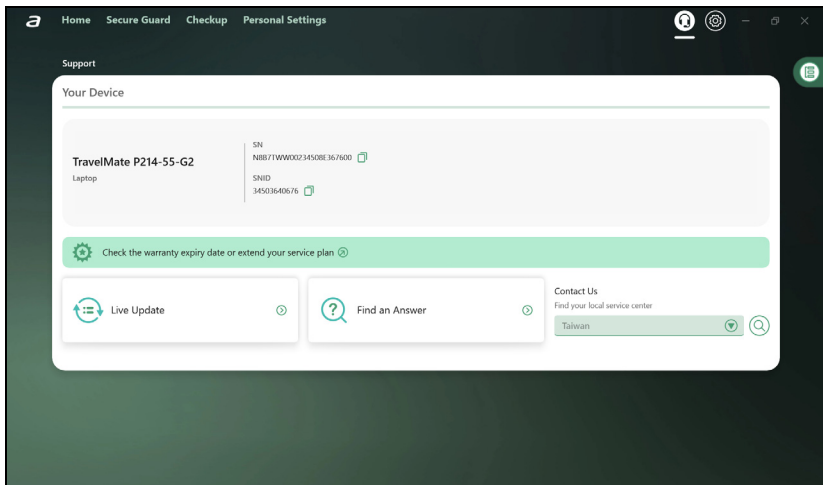 a
Home Secure Guard Checkup Personal Settings
Support
Your Device
TravelMate P214-55-G2
Laptop
SN
N8B7TWW00234508E367600
SNID
34503640676
Check the warranty expiry date or extend your service plan
Live Update
Find an Answer
Contact Us
Find your local service center
Taiwan